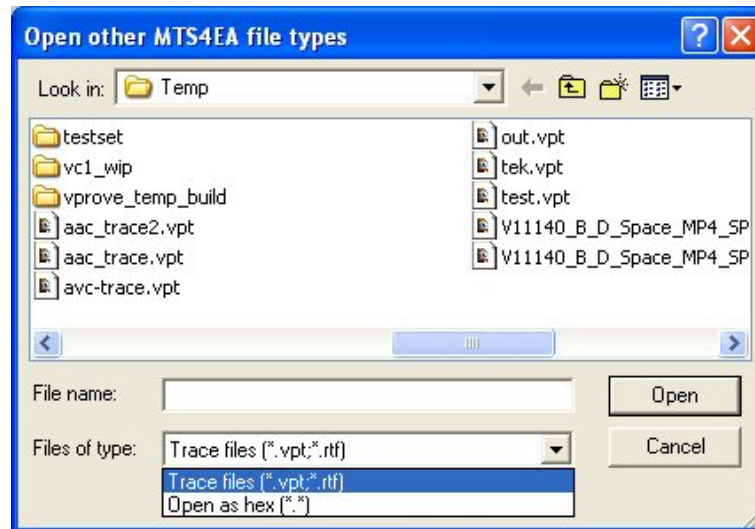 Open other MTS4EA file types
Look in: Temp
testset
vc1_wip
vprove_temp_build
aac_trace2.vpt
aac_trace.vpt
avc-trace.vpt
out.vpt
tek.vpt
test.vpt
V11140_B_D_Space_MP4_SP
V11140_B_D_Space_MP4_SP
File name:
Open
Files of type: Trace files (*.vpt;*.rtf)
Cancel
Trace files (*.vpt;*.rtf)
Open as hex (*.*)